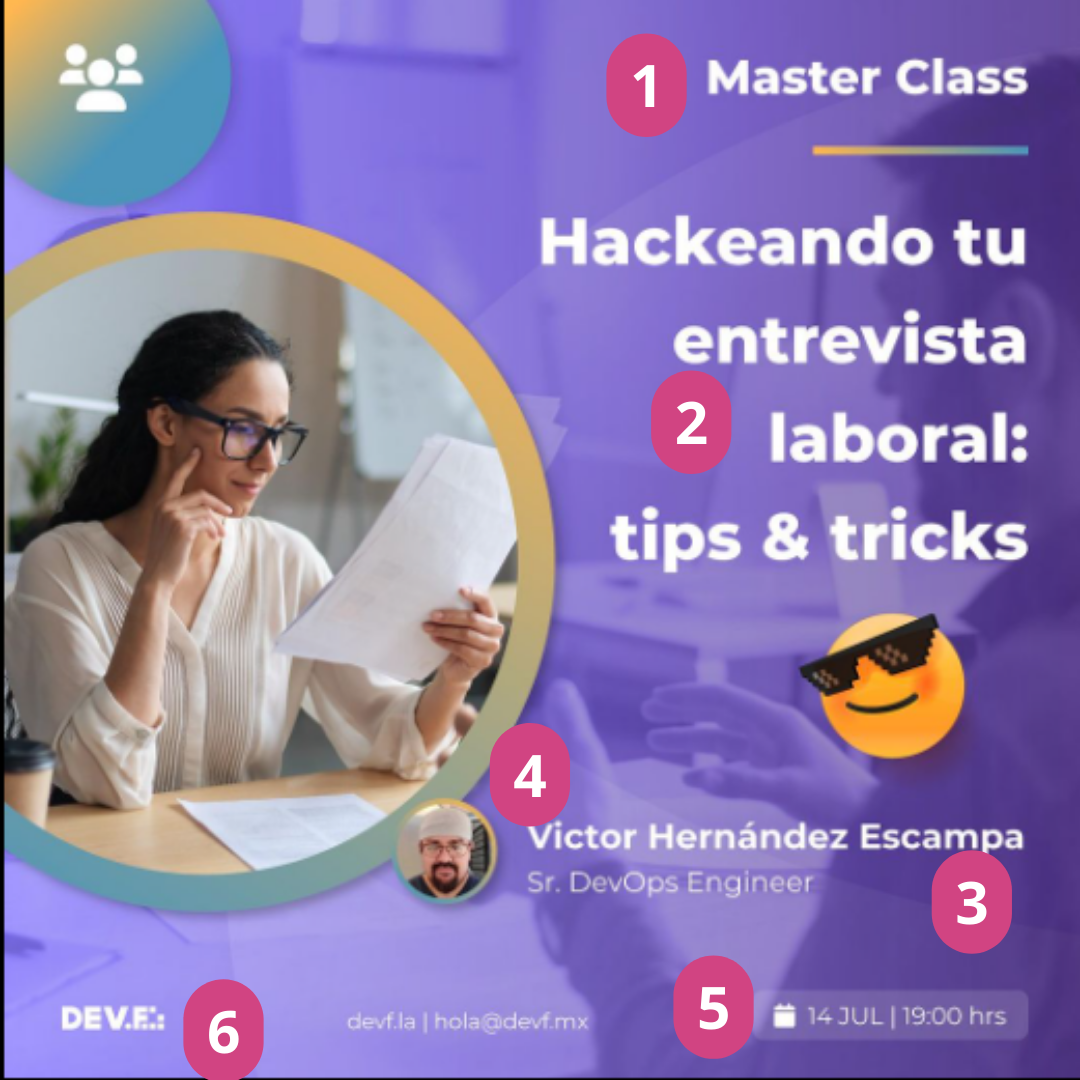 1 Master Class
Hackeando tu
entrevista
2 laboral:
tips & tricks
4
Victor Hernández Escampa
Sr. DevOps Engineer
3
DEV.F.:
6
devf.la | hola@devf.mx
5
14 JUL | 19:00 hrs